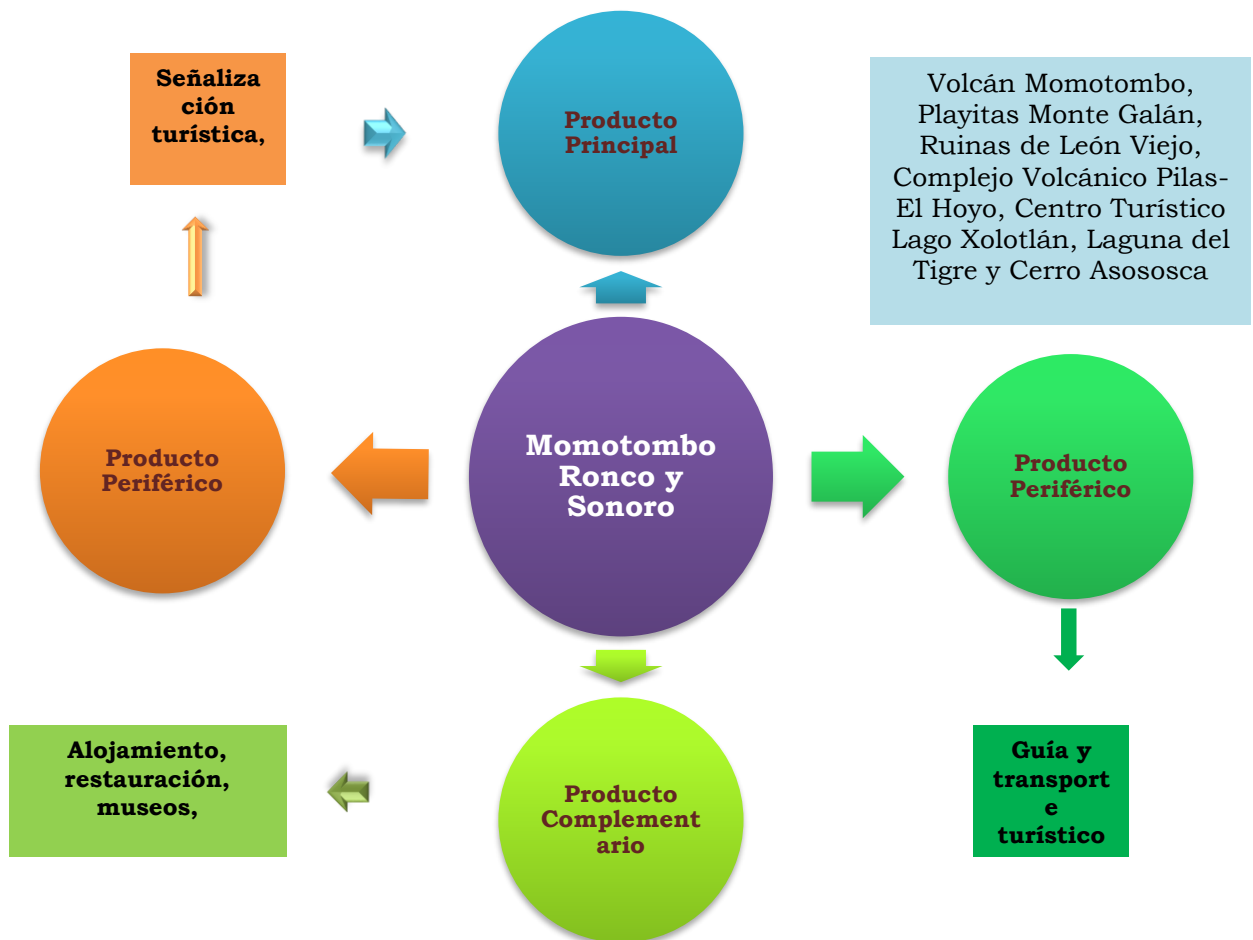 Señaliza
ción
turística,
Producto
Principal
Volcán Momotombo,
Playitas Monte Galán,
Ruinas de León Viejo,
Complejo Volcánico Pilas-
El Hoyo, Centro Turístico
Lago Xolotlán, Laguna del
Tigre y Cerro Asososca
Producto
Periférico
Momotombo
Ronco y
Sonoro
Producto
Periférico
Alojamiento,
restauración,
museos,
Producto
Complement
ario
Guía y
transport
e
turístico